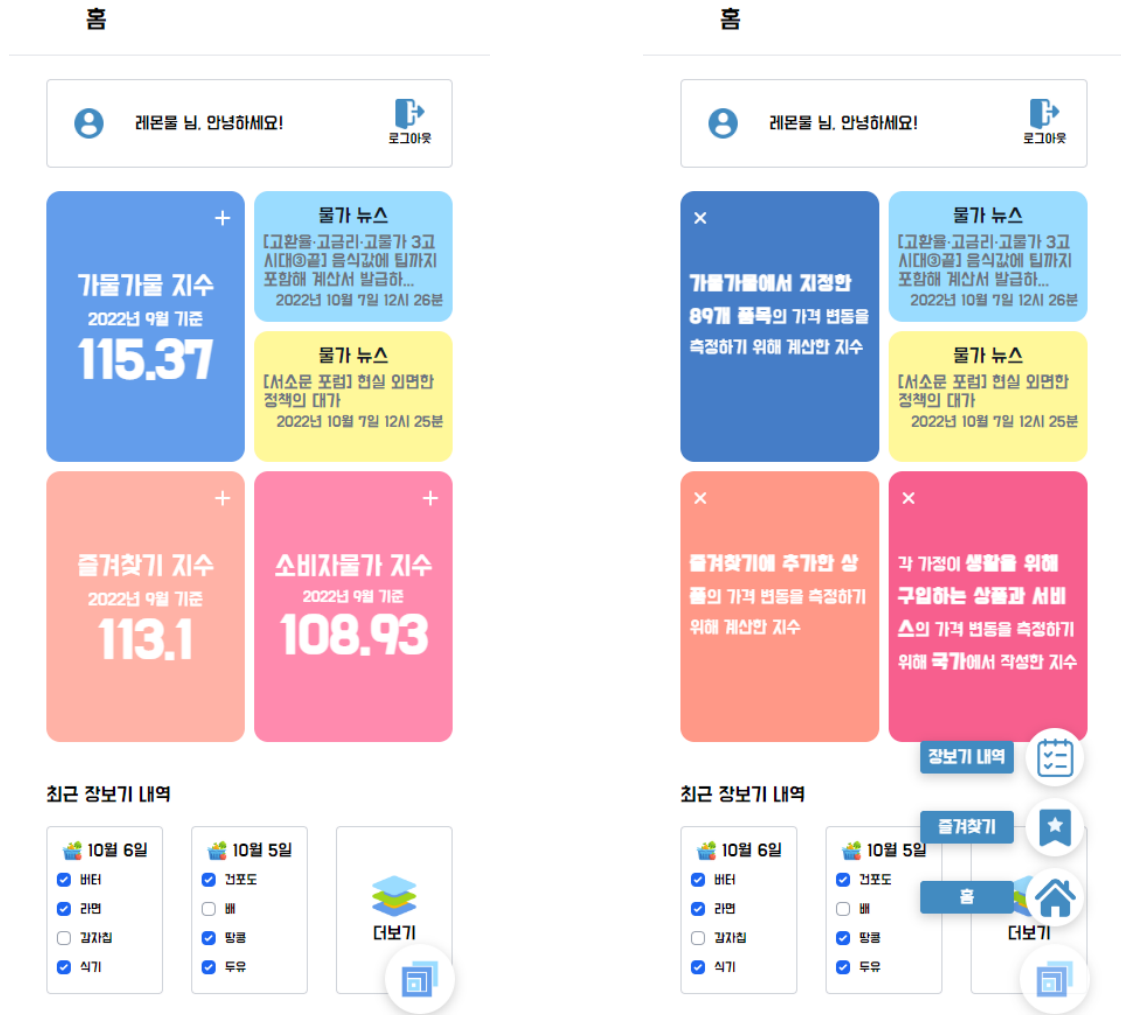 홈
레몬물 님, 안녕하세요!
로그아웃
+
가물가물 지수
2022년 9월 기준
115.37
물가 뉴스
[고환율·고금리·고물가 3고
시대③끝] 음식값에 팁까지
포함해 계산서 발급하...
2022년 10월 7일 12시 26분
물가 뉴스
[서소문 포럼] 현실 외면한
정책의 대가
2022년 10월 7일 12시 25분
+
즐겨찾기 지수
2022년 9월 기준
113.1
+
소비자물가 지수
2022년 9월 기준
108.93
최근 장보기 내역
10월 6일
버터
라면
감자칩
식기
10월 5일
건포도
배
땅콩
두유
더보기
홈
레몬물 님, 안녕하세요!
로그아웃
×
가물가물에서 지정한
89개 품목의 가격 변동을
측정하기 위해 계산한 지수
물가 뉴스
[고환율·고금리·고물가 3고
시대③끝] 음식값에 팁까지
포함해 계산서 발급하...
2022년 10월 7일 12시 26분
물가 뉴스
[서소문 포럼] 현실 외면한
정책의 대가
2022년 10월 7일 12시 25분
×
즐겨찾기에 추가한 상
품의 가격 변동을 측정하기
위해 계산한 지수
×
각 가정이 생활을 위해
구입하는 상품과 서비
스의 가격 변동을 측정하기
위해 국가에서 작성한 지수
장보기 내역
최근 장보기 내역
즐겨찾기
홈
10월 6일
버터
라면
감자칩
식기
10월 5일
건포도
배
땅콩
두유
더보기